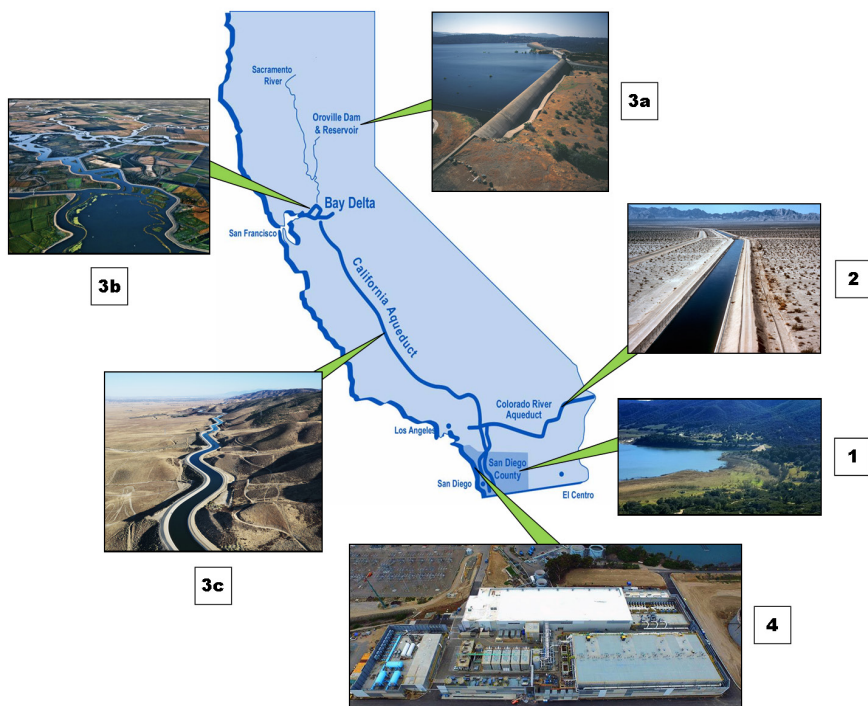 Sacramento
River
Oroville Dam
& Reservoir
3a
Bay Delta
San Francisco
3b
California Aqueduct
2
Colorado River
Aqueduct
Los Angeles
San Diego
County
1
San Diego
El Centro
3c
4